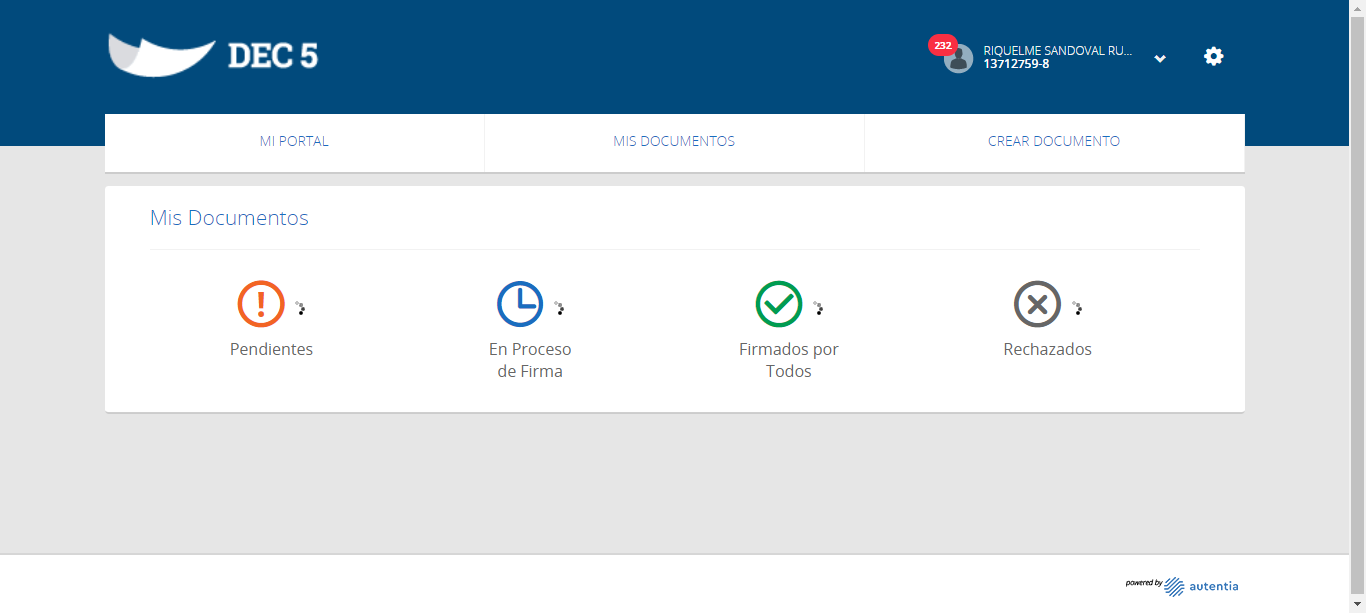 DEC 5
232
RIQUELME SANDOVAL RU...
13712759-8
MI PORTAL
MIS DOCUMENTOS
CREAR DOCUMENTO
Mis Documentos
Pendientes
En Proceso
de Firma
Firmados por
Todos
Rechazados
powered by
autentia